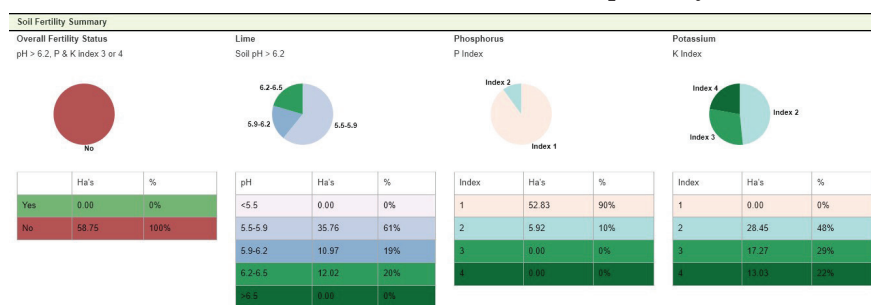 Soil Fertility Summary
Overall Fertility Status
pH > 6.2, P & K index 3 or 4
No
Ha's %
Yes 0.00 0%
No 58.75 100%
Lime
Soil pH > 6.2
6.2-6.5
5.9-6.2
5.5-5.9
pH Ha's %
<5.5 0.00 0%
5.5-5.9 35.76 61%
5.9-6.2 10.97 19%
6.2-6.5 12.02 20%
>6.5 0.00 0%
Phosphorus
P Index
Index 2
Index 1
Index Ha's %
1 52.83 90%
2 5.92 10%
3 0.00 0%
4 0.00 0%
Potassium
K Index
Index 4
Index 2
Index 3
Index Ha's %
1 0.00 0%
2 28.45 48%
3 17.27 29%
4 13.03 22%